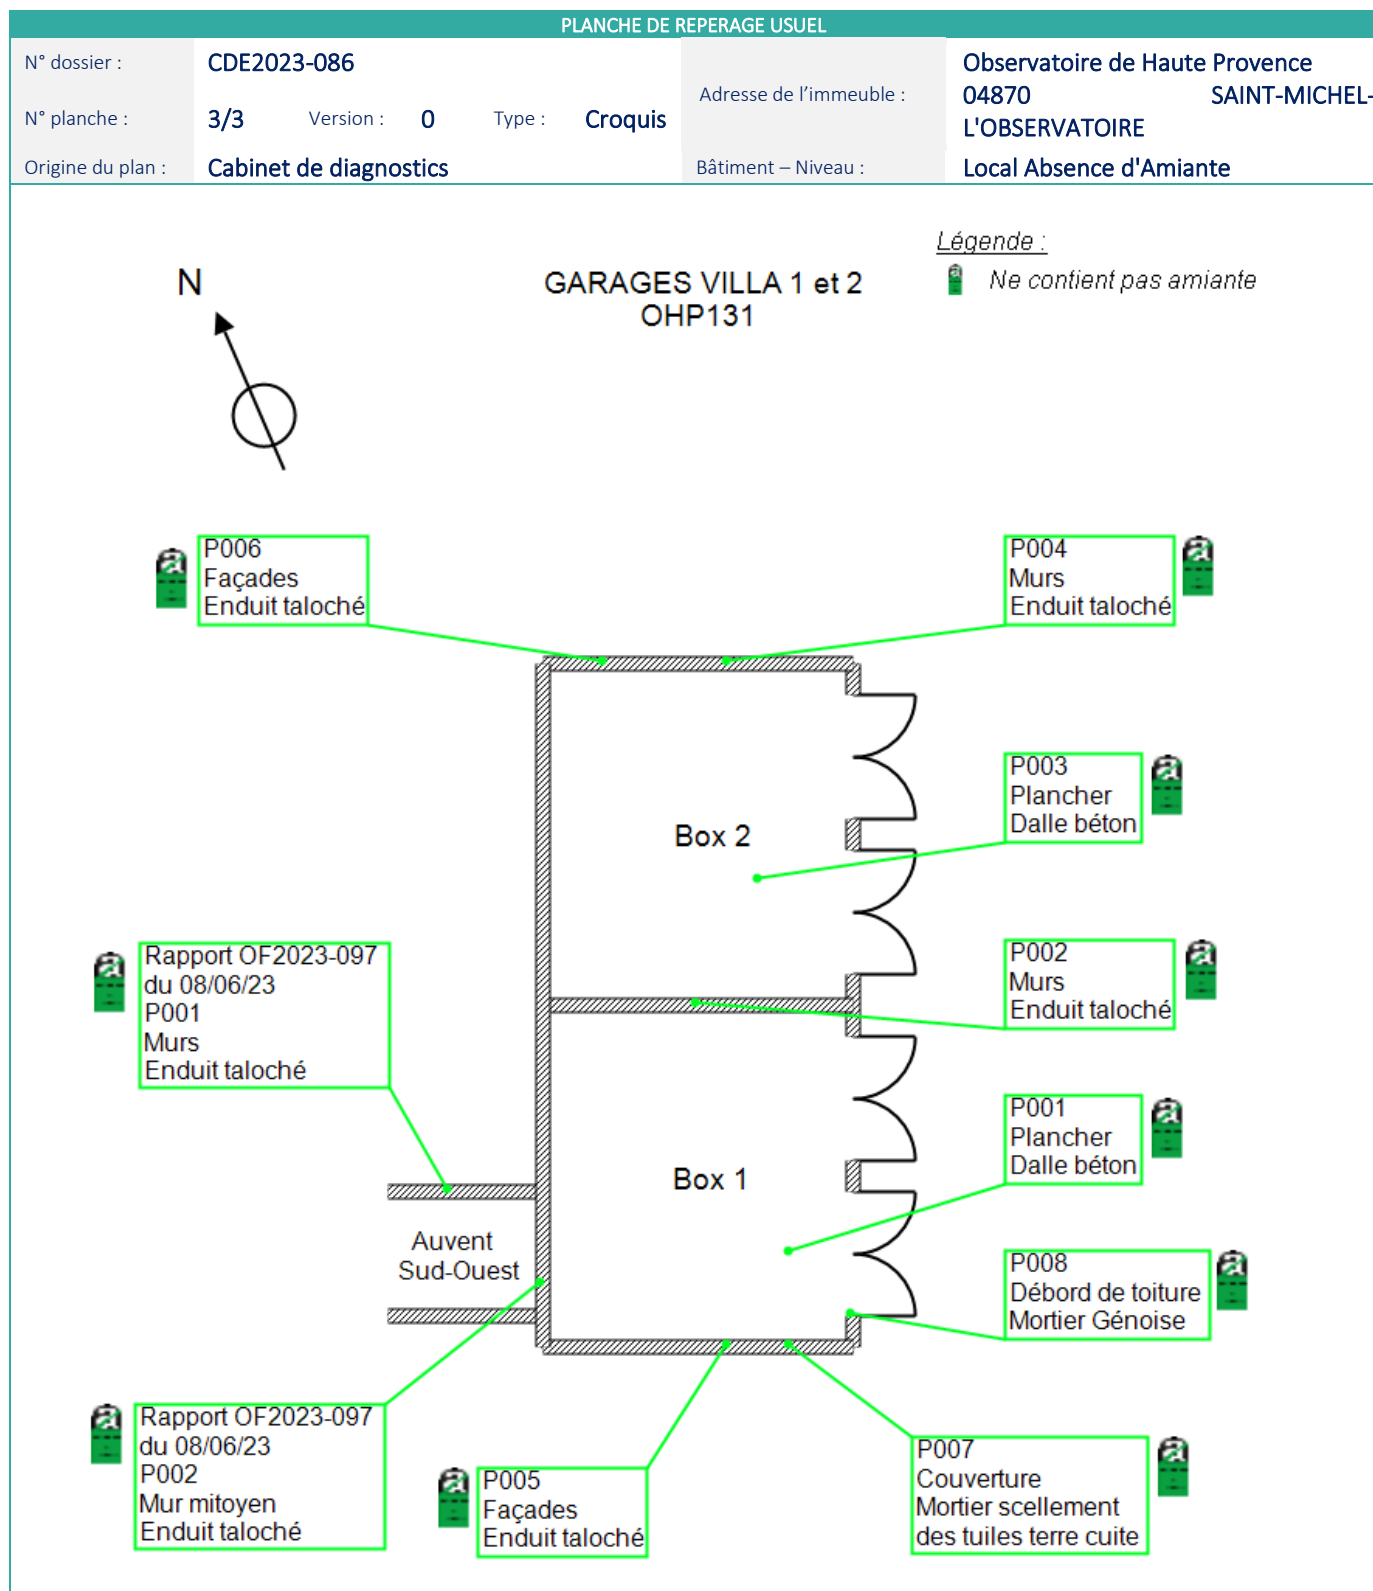 PLANCHE DE REPERAGE USUEL
N° dossier :
CDE2023-086
N° planche :
3/3
Version :
0
Type :
Croquis
Origine du plan :
Cabinet de diagnostics
Adresse de l'immeuble :
Observatoire de Haute Provence
04870 SAINT-MICHEL-
L'OBSERVATOIRE
Bâtiment – Niveau :
Local Absence d'Amiante
Légende :
Ne contient pas amiante
N
GARAGES VILLA 1 et 2
OHP131
P006
Façades
Enduit taloché
P004
Murs
Enduit taloché
P003
Plancher
Dalle béton
Box 2
Rapport OF2023-097
du 08/06/23
P001
Murs
Enduit taloché
P002
Murs
Enduit taloché
P001
Plancher
Dalle béton
Box 1
Auvent
Sud-Ouest
P008
Débord de toiture
Mortier Génoise
Rapport OF2023-097
du 08/06/23
P002
Mur mitoyen
Enduit taloché
P005
Façades
Enduit taloché
P007
Couverture
Mortier scellement
des tuiles terre cuite